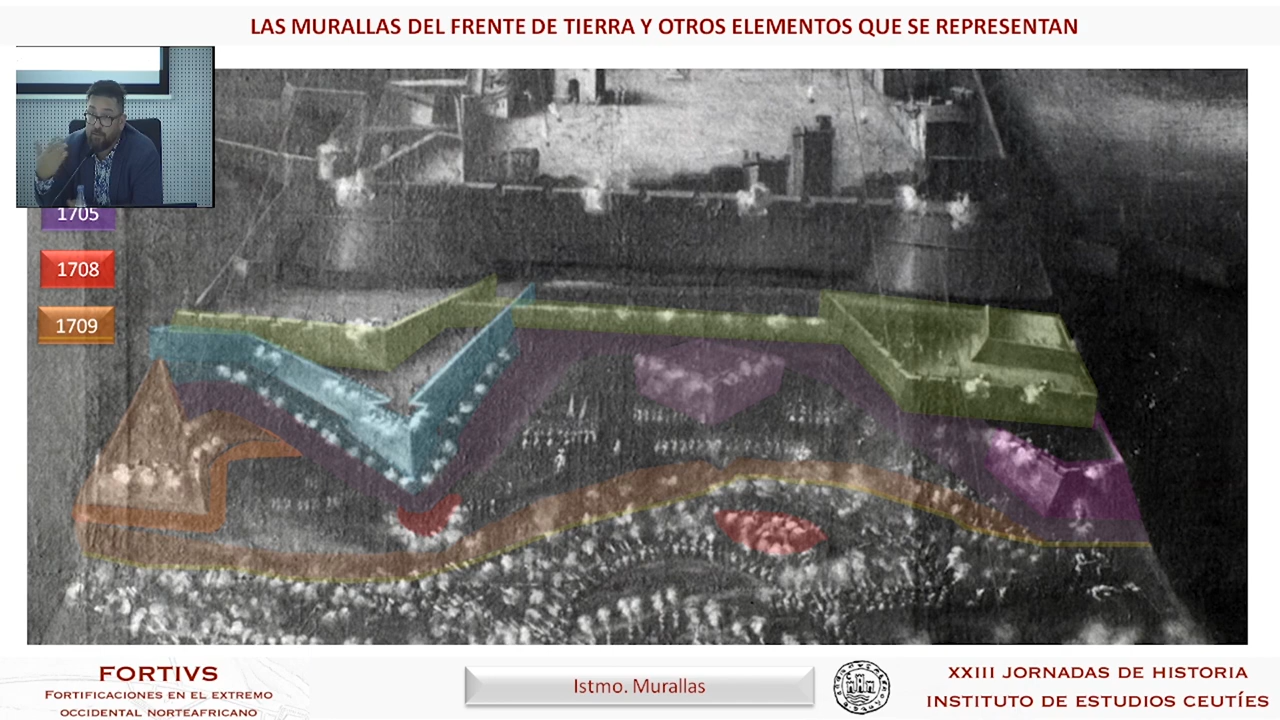 LAS MURALLAS DEL FRENTE DE TIERRA Y OTROS ELEMENTOS QUE SE REPRESENTAN
1705
1708
1709
FORTIVS
FORTIFICACIONES EN EL EXTREMO
OCCIDENTAL NORTEAFRICANO
Istmo. Murallas
XXIII JORNADAS DE HISTORIA
INSTITUTO DE ESTUDIOS CEUTÍES